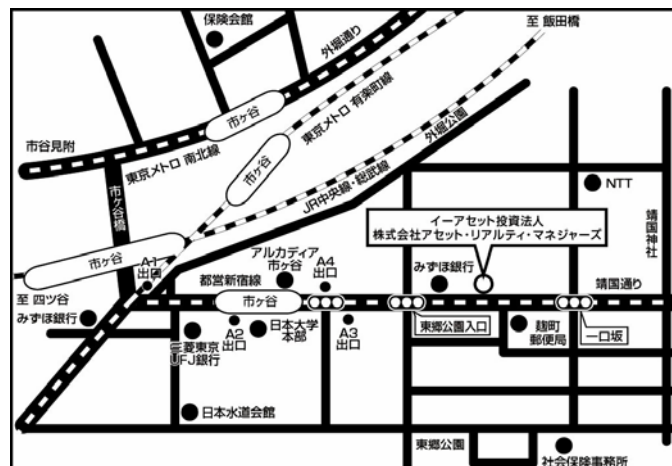 保険会館
至 飯田橋
外堀通り
市ヶ谷
市谷見附
東京メトロ 南北線
東京メトロ 有楽町線
市ヶ谷
外堀公園
JR中央線・総武線
市ヶ谷橋
NTT
靖国神社
イーアセット投資法人
株式会社アセット・リアルティ・マネジャーズ
市ヶ谷
A-1
出口
アルカディア
市ケ谷
A4
出口
みずほ銀行
都営新宿線
靖国通り
至 四ツ谷
市ヶ谷
みずほ銀行
A2
出口
日本大学
本部
A3
出口
東郷公園入口
麹町
郵便局
一口坂
三菱東京
UFJ銀行
日本水道会館
東郷公園
社会保険事務所